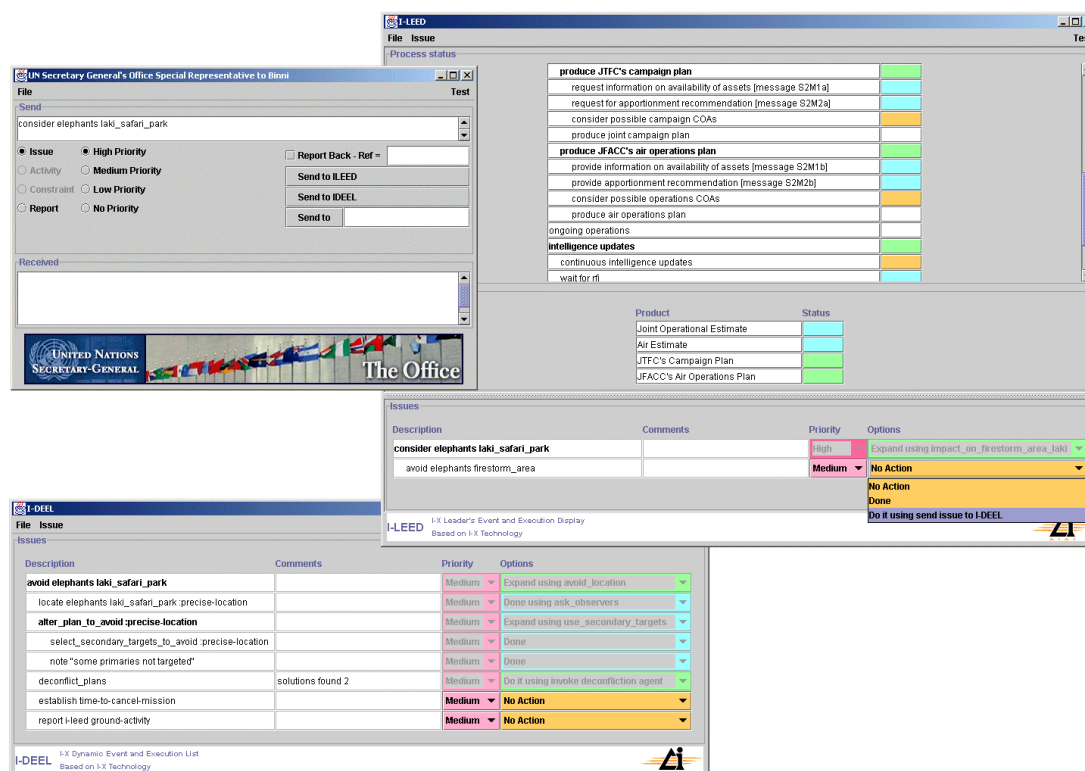 UN Secretary General's Office Special Representative to Binni
File Test
Send
consider elephants laki_safari_park
Issue High Priority Report Back - Ref =
Activity Medium Priority Send to ILEED
Constraint Low Priority Send to IDEEL
Report No Priority Send to
Received
UNITED NATIONS
SECRETARY-GENERAL The Office
I-LEED
File Issue Tes
Process status
produce JTFC's campaign plan
request information on availability of assets [message S2M1a]
request for apportionment recommendation [message S2M2a]
consider possible campaign COAs
produce joint campaign plan
produce JFACC's air operations plan
provide information on availability of assets [message S2M1b]
provide apportionment recommendation [message S2M2b]
consider possible operations COAs
produce air operations plan
ongoing operations
intelligence updates
continuous intelligence updates
wait for rfi
Product Status
Joint Operational Estimate
Air Estimate
JTFC's Campaign Plan
JFACC's Air Operations Plan
Issues
Description Comments Priority Options
consider elephants laki_safari_park High Expand using impact_on_firestorm_area_laki
avoid elephants firestorm_area Medium No Action
No Action
Done
Do it using send issue to I-DEEL
I-LEED I-X Leader's Event and Execution Display
Based on I-X Technology
I-DEEL
File Issue
Issues
Description Comments Priority Options
avoid elephants laki_safari_park Medium Expand using avoid_location
locate elephants laki_safari_park :precise-location Medium Done using ask_observers
alter_plan_to_avoid :precise-location Medium Expand using use_secondary_targets
select_secondary_targets_to_avoid :precise-location Medium Done
note "some primaries not targeted" Medium Done
deconflict_plans solutions found 2 Medium Do it using invoke deconfliction agent
establish time-to-cancel-mission Medium No Action
report i-leed ground-activity Medium No Action
I-DEEL I-X Dynamic Event and Execution List
Based on I-X Technology